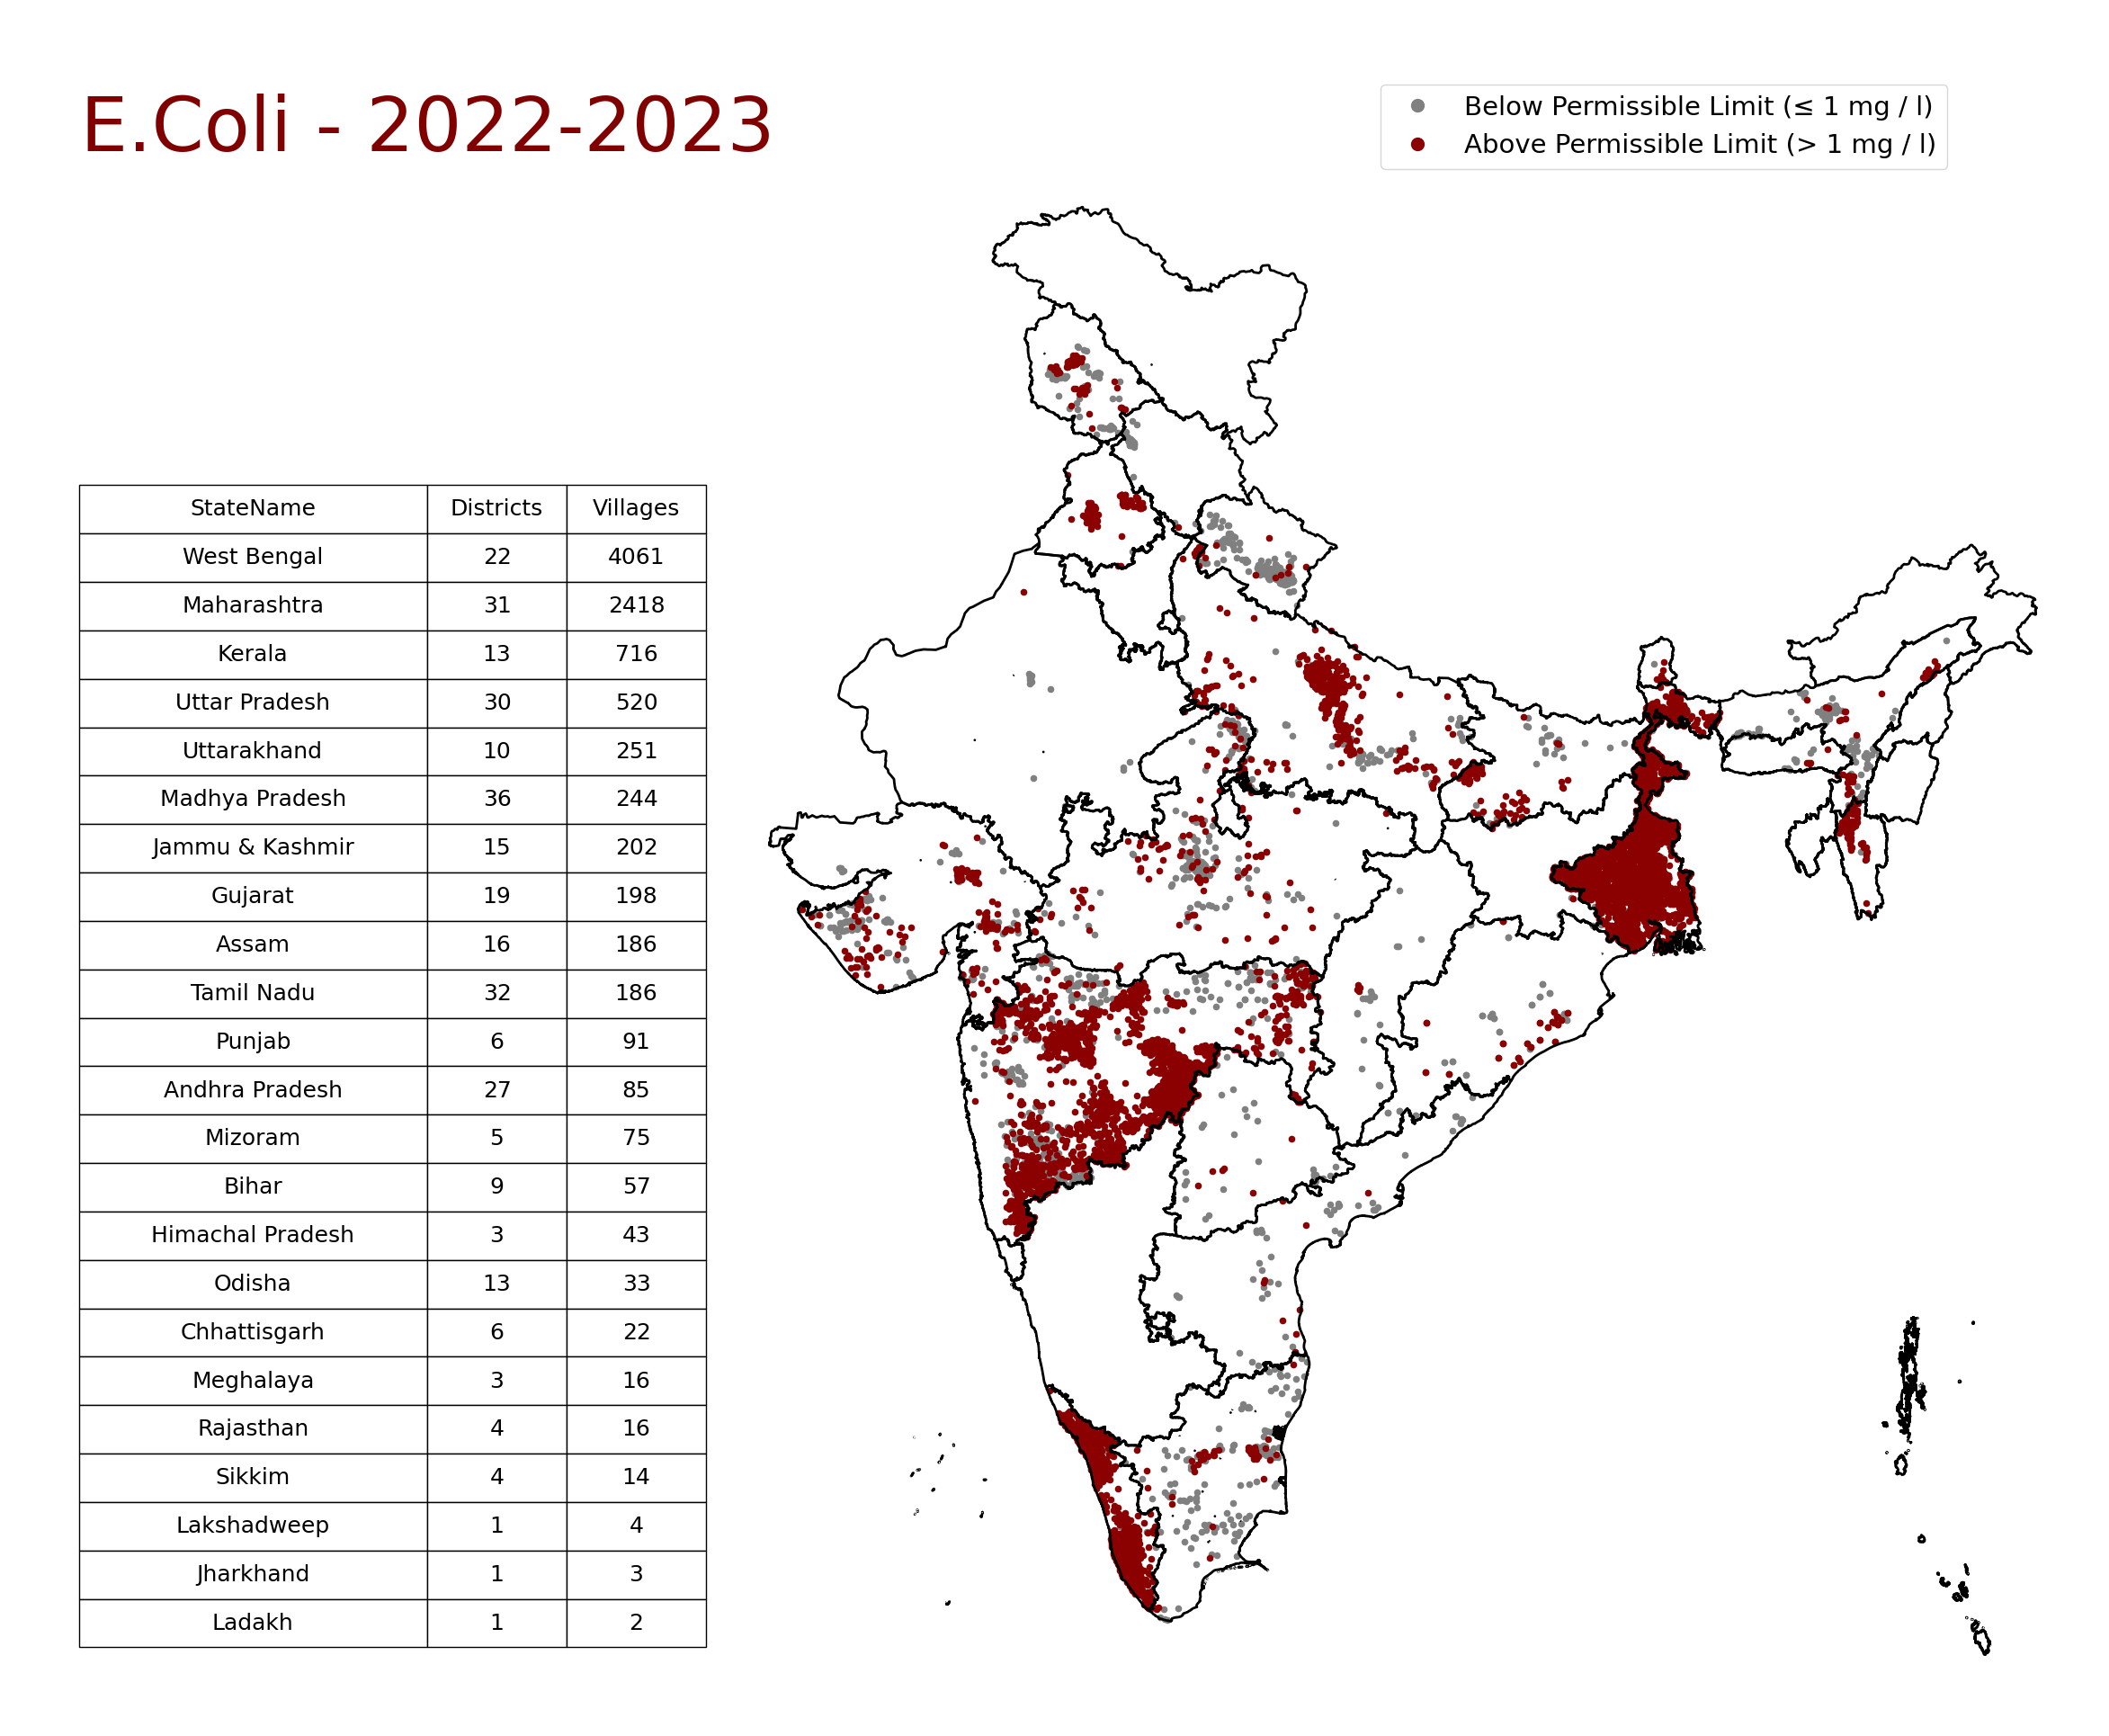 E.Coli - 2022-2023
Below Permissible Limit (≤ 1 mg / l)
Above Permissible Limit (> 1 mg / l)
StateName Districts Villages
West Bengal 22 4061
Maharashtra 31 2418
Kerala 13 716
Uttar Pradesh 30 520
Uttarakhand 10 251
Madhya Pradesh 36 244
Jammu & Kashmir 15 202
Gujarat 19 198
Assam 16 186
Tamil Nadu 32 186
Punjab 6 91
Andhra Pradesh 27 85
Mizoram 5 75
Bihar 9 57
Himachal Pradesh 3 43
Odisha 13 33
Chhattisgarh 6 22
Meghalaya 3 16
Rajasthan 4 16
Sikkim 4 14
Lakshadweep 1 4
Jharkhand 1 3
Ladakh 1 2